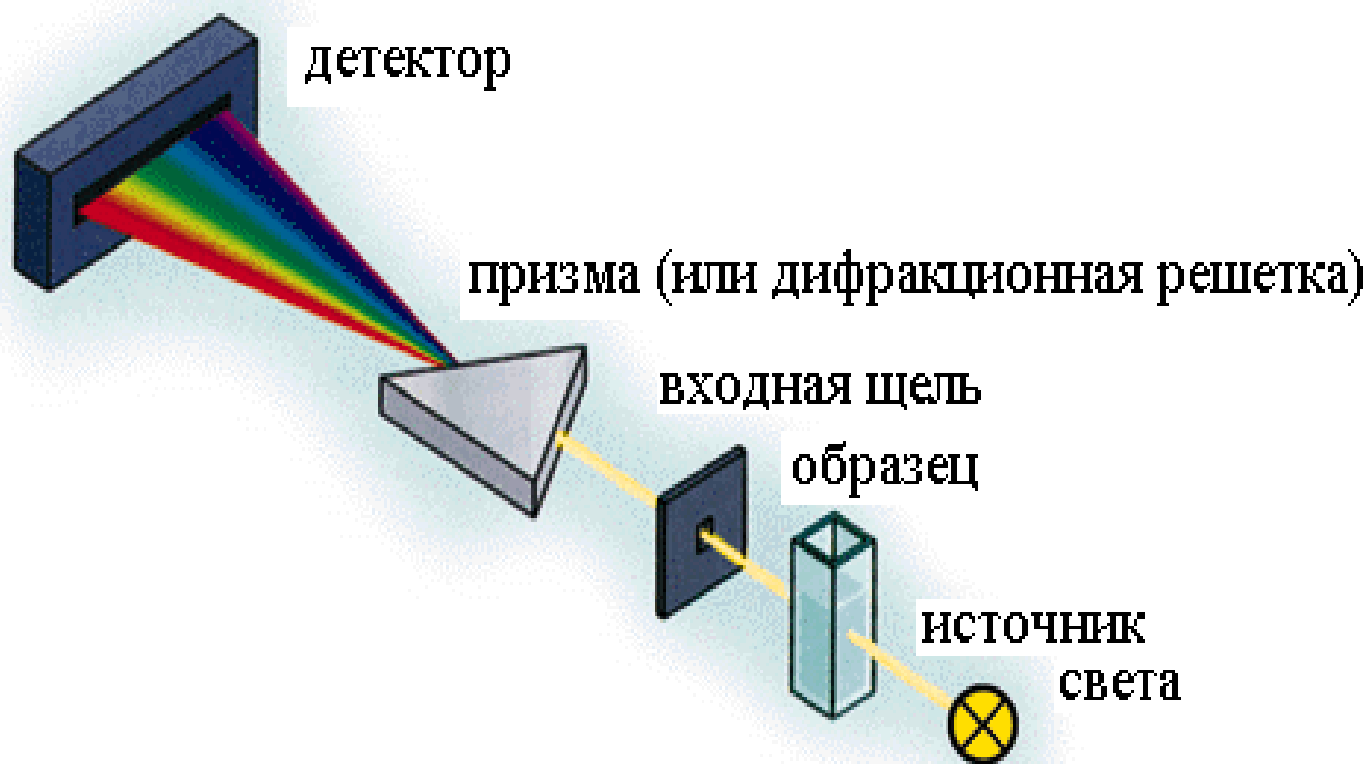 детектор
призма (или дифракционная решетка)
входная щель
образец
источник
света